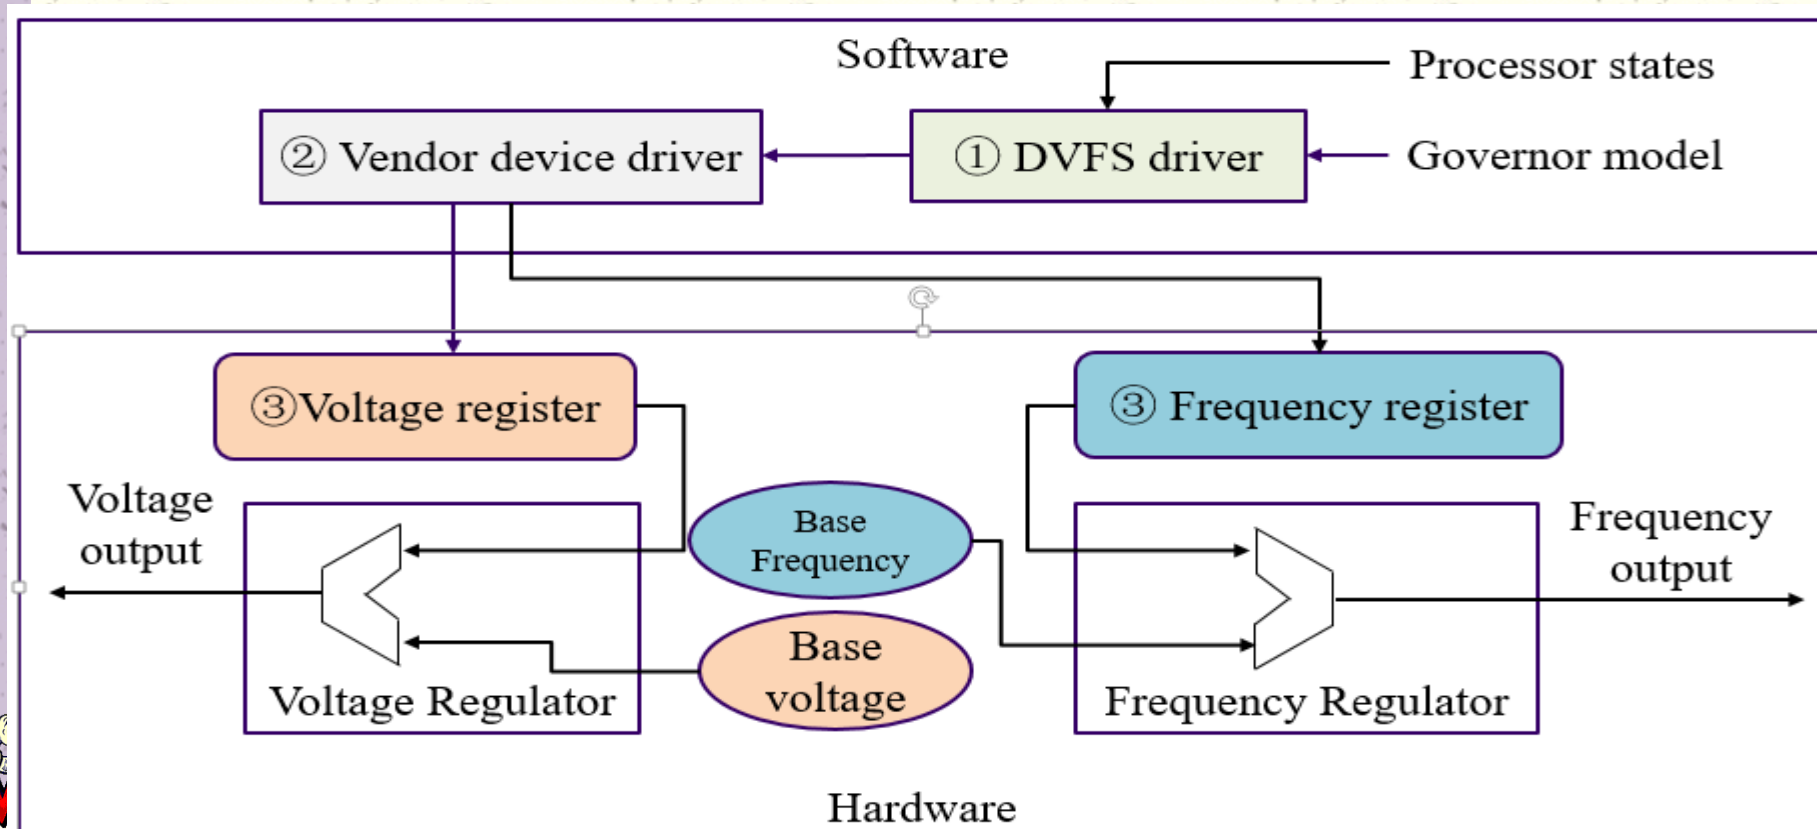 Software
Processor states
② Vendor device driver
① DVFS driver
Governor model
③Voltage register
③ Frequency register
Voltage
output
Base
Frequency
Frequency
output
Base
voltage
Voltage Regulator
Frequency Regulator
Hardware